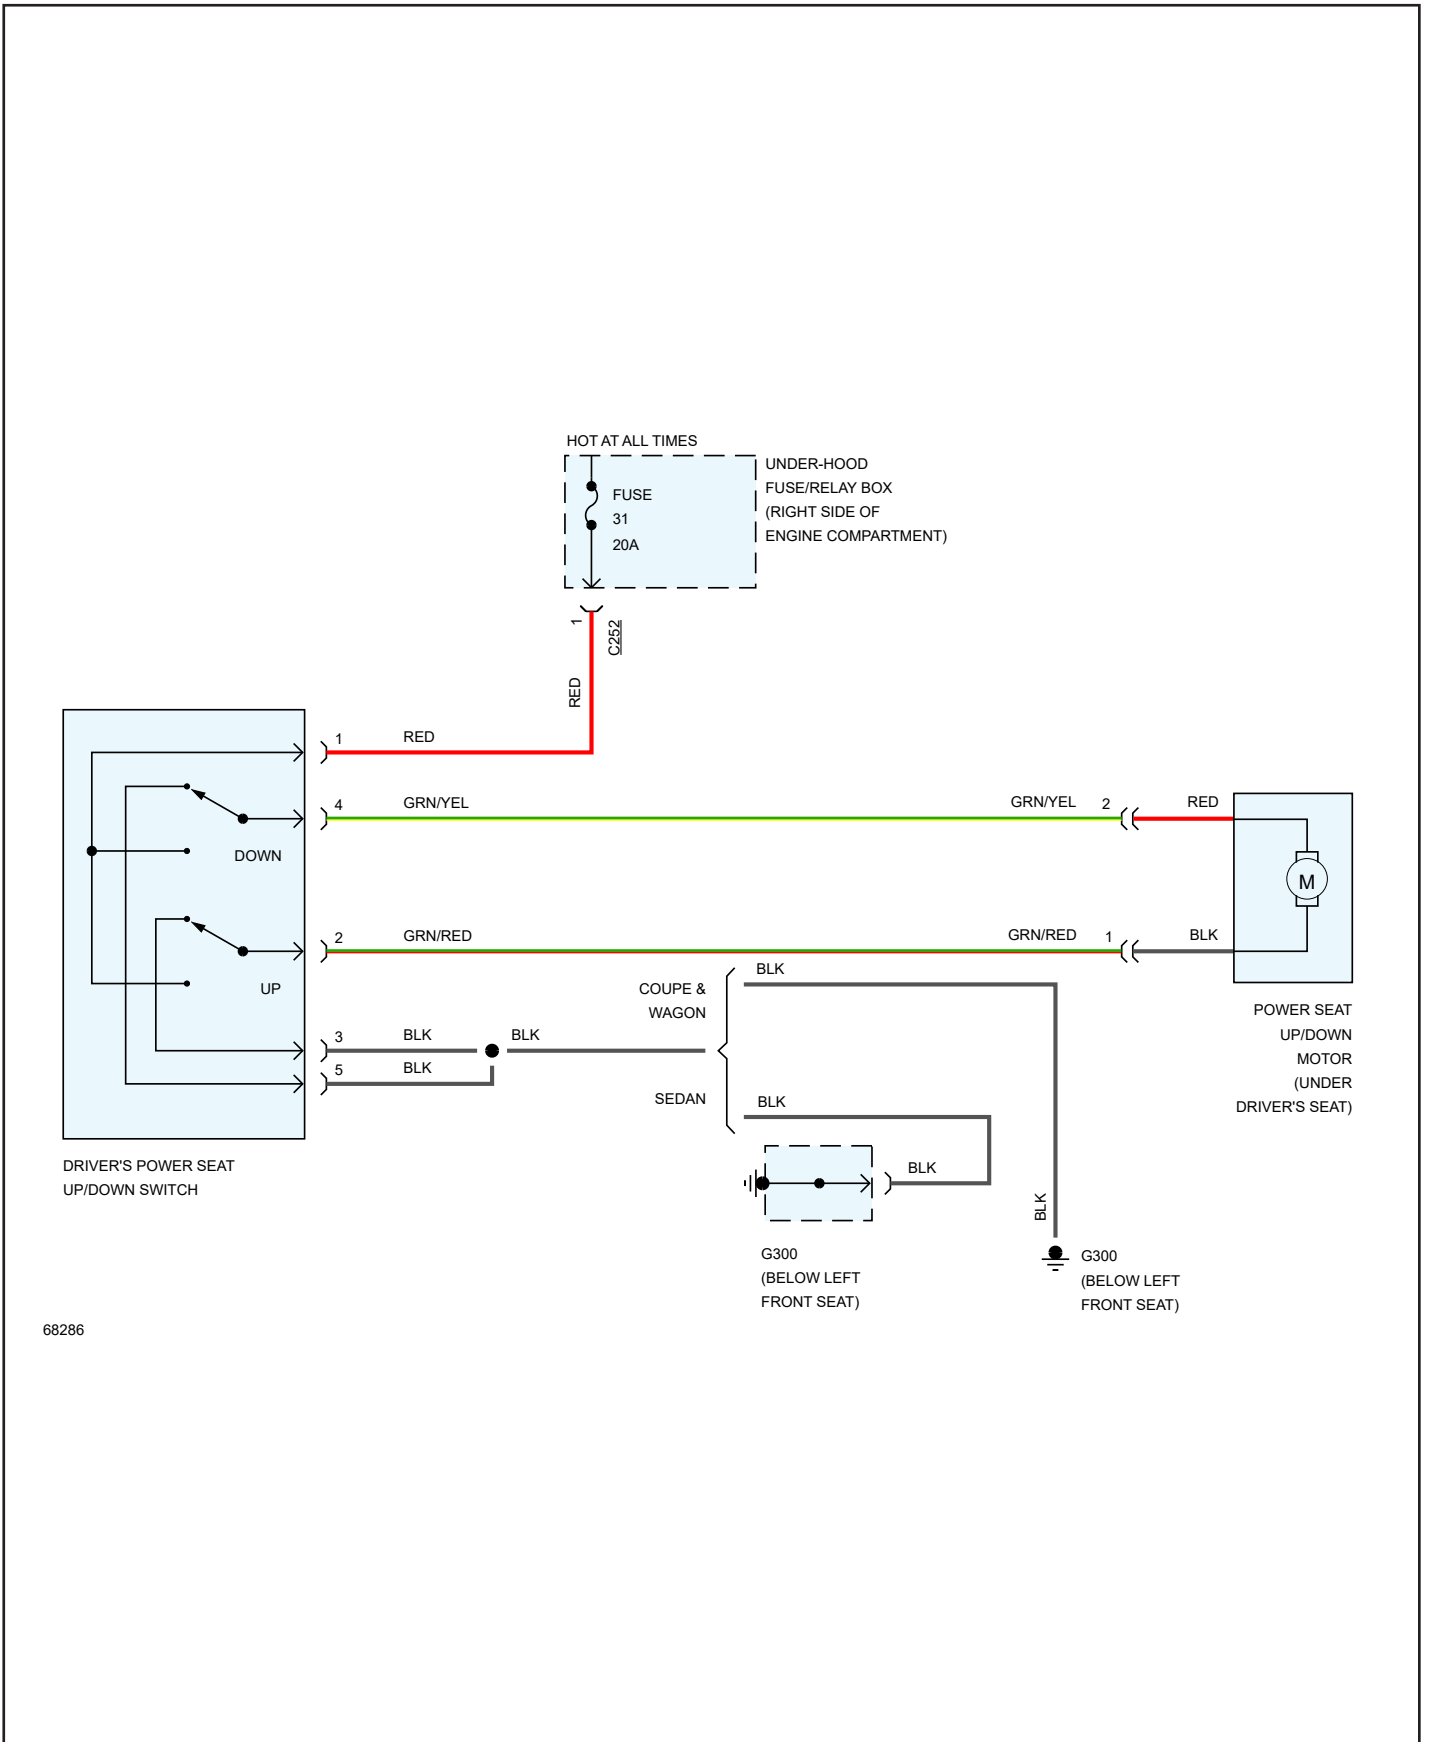 HOT AT ALL TIMES
UNDER-HOOD
FUSE/RELAY BOX
(RIGHT SIDE OF
ENGINE COMPARTMENT)
FUSE
31
20A
1
C252
RED
1
RED
4
GRN/YEL
GRN/YEL
2
RED
DOWN
M
2
GRN/RED
GRN/RED
1
BLK
UP
COUPE &
WAGON
BLK
POWER SEAT
UP/DOWN
MOTOR
(UNDER
DRIVER'S SEAT)
3
BLK
BLK
5
BLK
SEDAN
BLK
BLK
BLK
DRIVER'S POWER SEAT
UP/DOWN SWITCH
G300
(BELOW LEFT
FRONT SEAT)
G300
(BELOW LEFT
FRONT SEAT)
68286